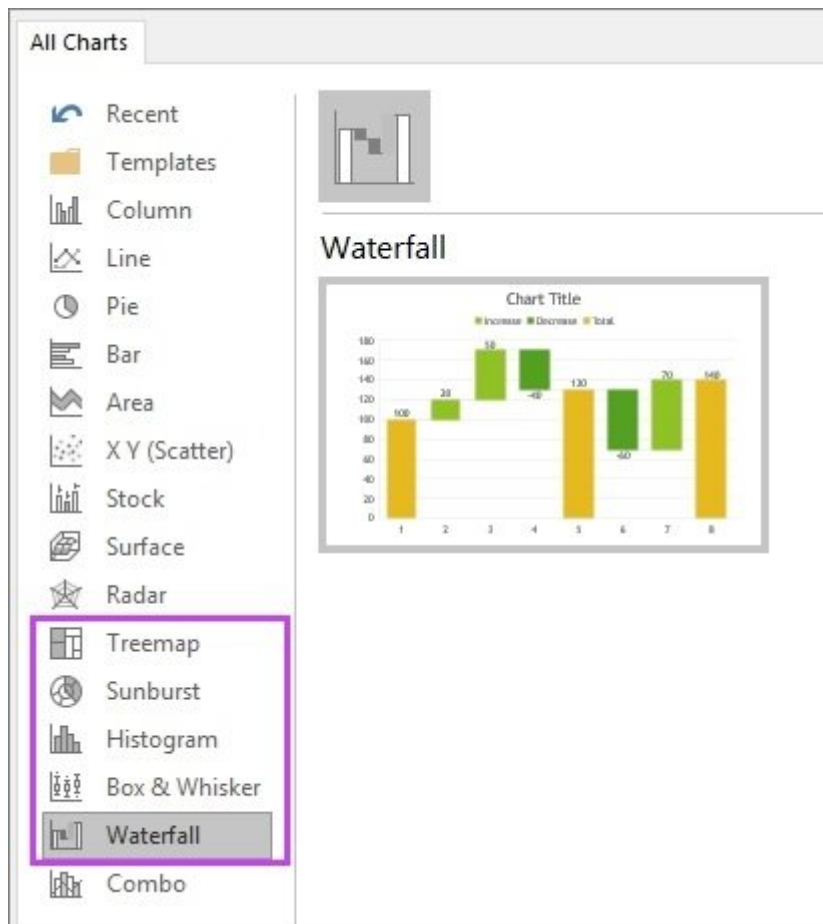 All Charts
Recent
Templates
Column
Line
Pie
Bar
Area
X Y (Scatter)
Stock
Surface
Radar
Treemap
Sunburst
Histogram
Box & Whisker
Waterfall
Combo
Waterfall
Chart Title
Increase Decrease Total
180
160
140
120
100
80
60
40
20
0
100
20
50
-40
130
-60
70
140
1 2 3 4 5 6 7 8